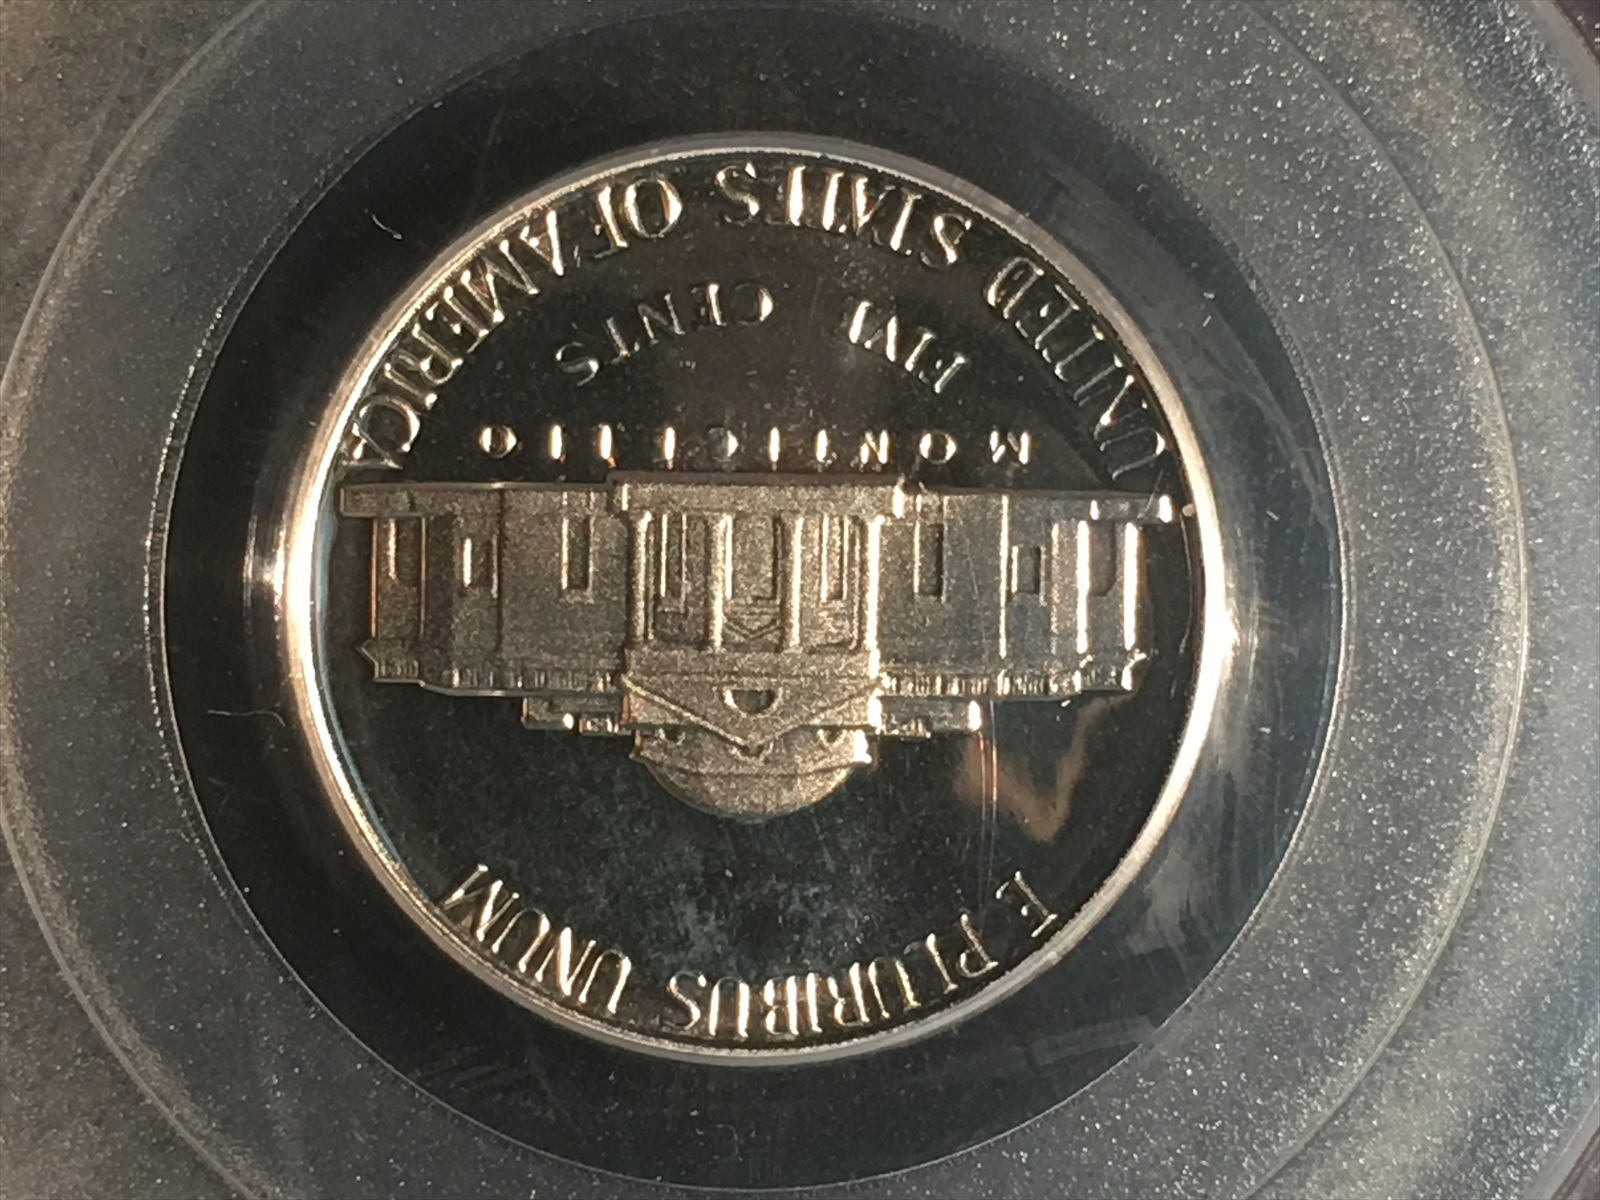 E PLURIBUS UNUM
MONTICELLO
FIVE CENTS
UNITED STATES OF AMERICA